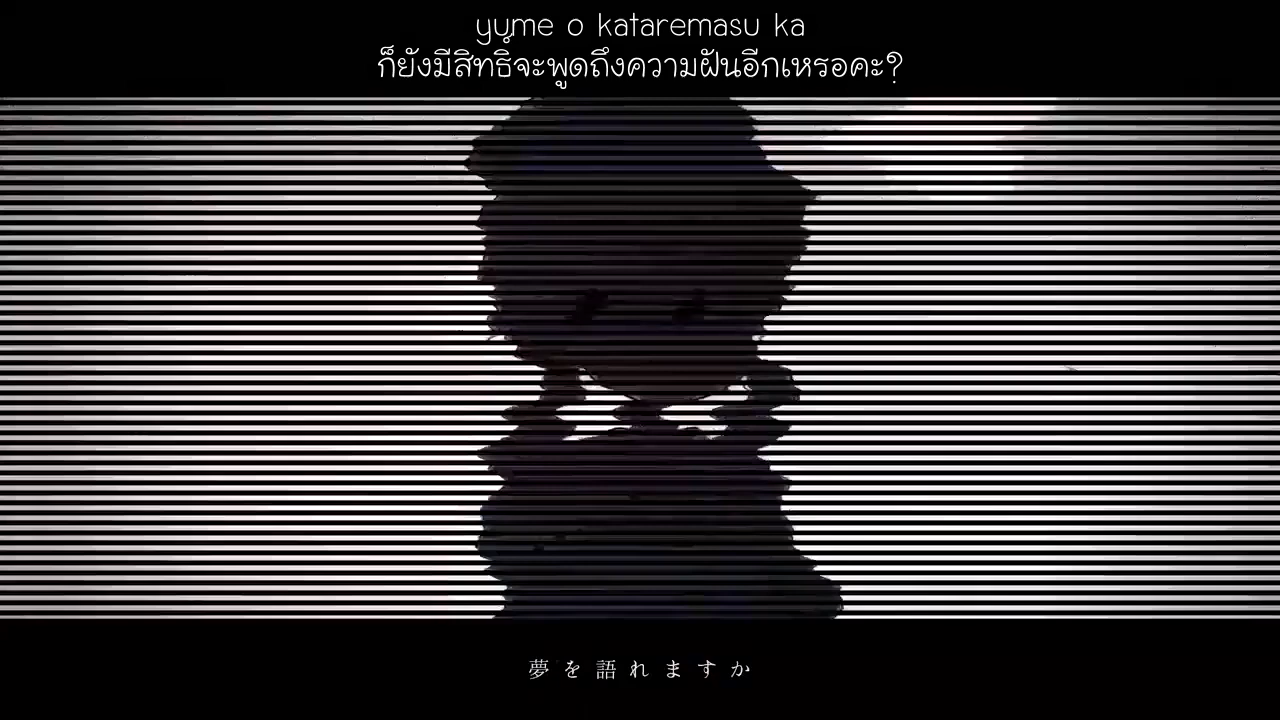 yume o kataremasu ka
ก็ยังมีสิทธิ์จะพูดถึงความฝันอีกเหรอคะ?
夢を語れますか